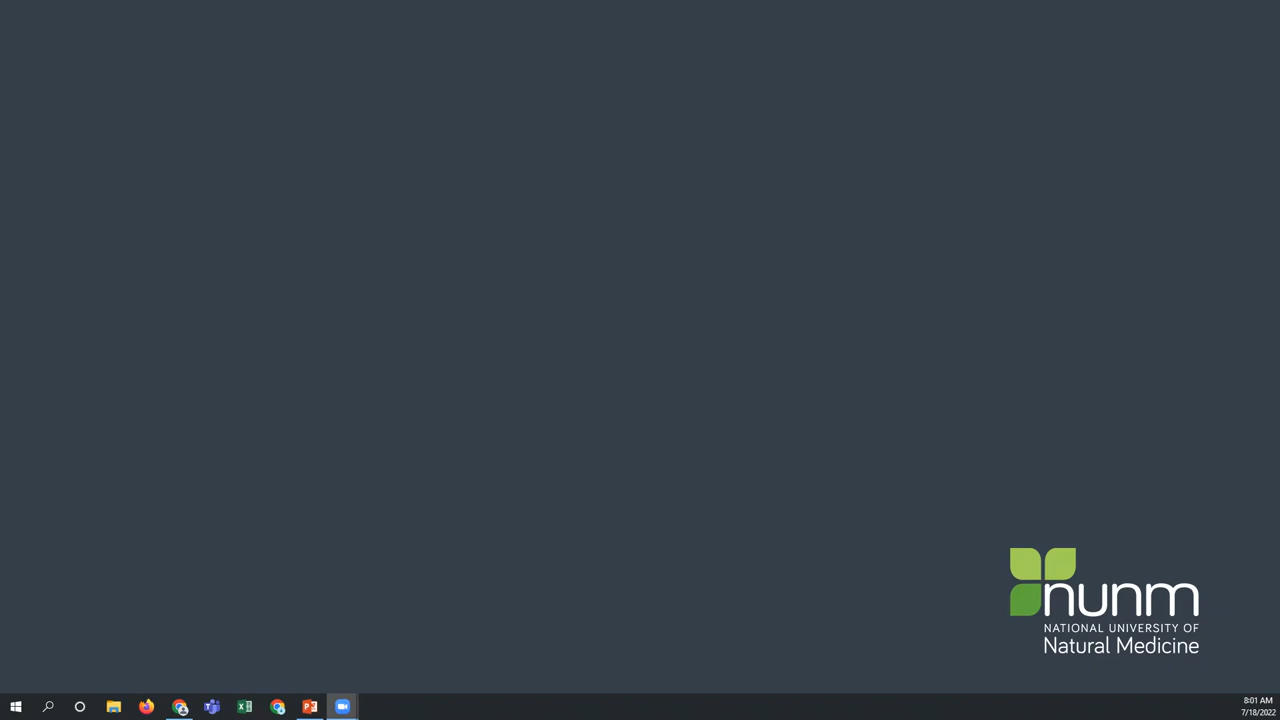 nunm
NATIONAL UNIVERSITY OF
Natural Medicine
8:01 AM
7/18/2022